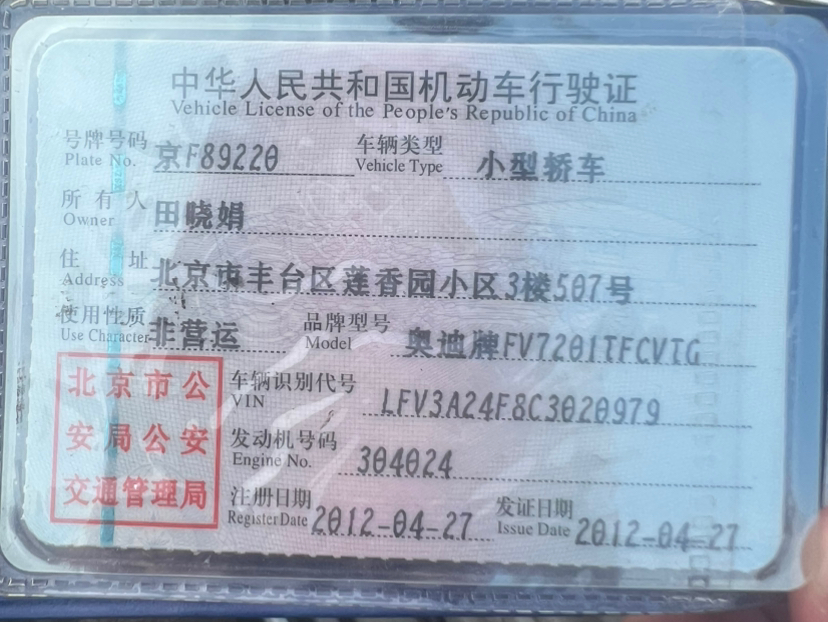 中华人民共和国机动车行驶证
Vehicle License of the People's Republic of China
号牌号码 京F89220 车辆类型 小型轿车
Plate No. Vehicle Type
所有人 田晓娟
Owner
住址 北京市丰台区莲香园小区3楼507号
Address
使用性质 非营运 品牌型号 奥迪牌FV7201TFCVTG
Use Character Model
北京市公
安局公安
交通管理局
车辆识别代号 LFV3A24F8C3020979
VIN
发动机号码 304024
Engine No.
注册日期 2012-04-27 发证日期 2012-04-27
Register Date Issue Date